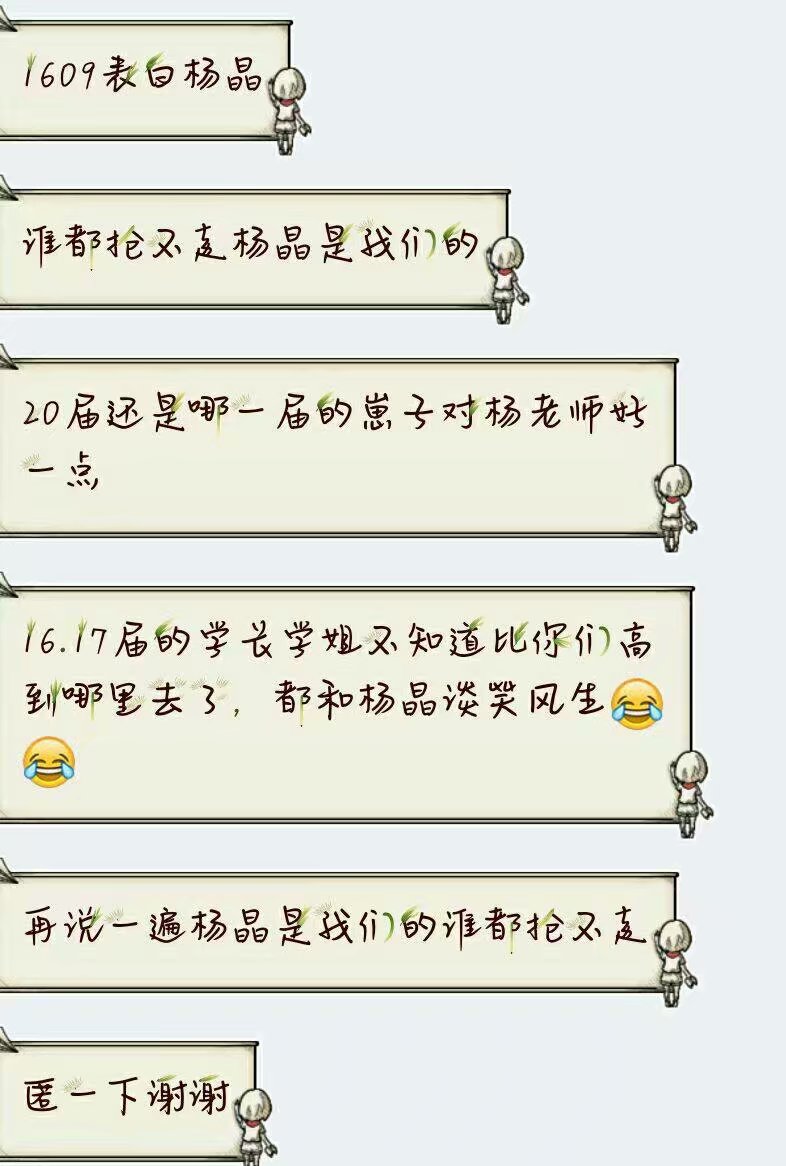 1609表白杨晶
谁都抢不走杨晶是我们的
20届还是哪一届的崽子对杨老师好
一点
16.17届的学长学姐不知道比你们高
到哪里去了，都和杨晶谈笑风生😂
😂
再说一遍杨晶是我们的谁都抢不走
匿一下谢谢